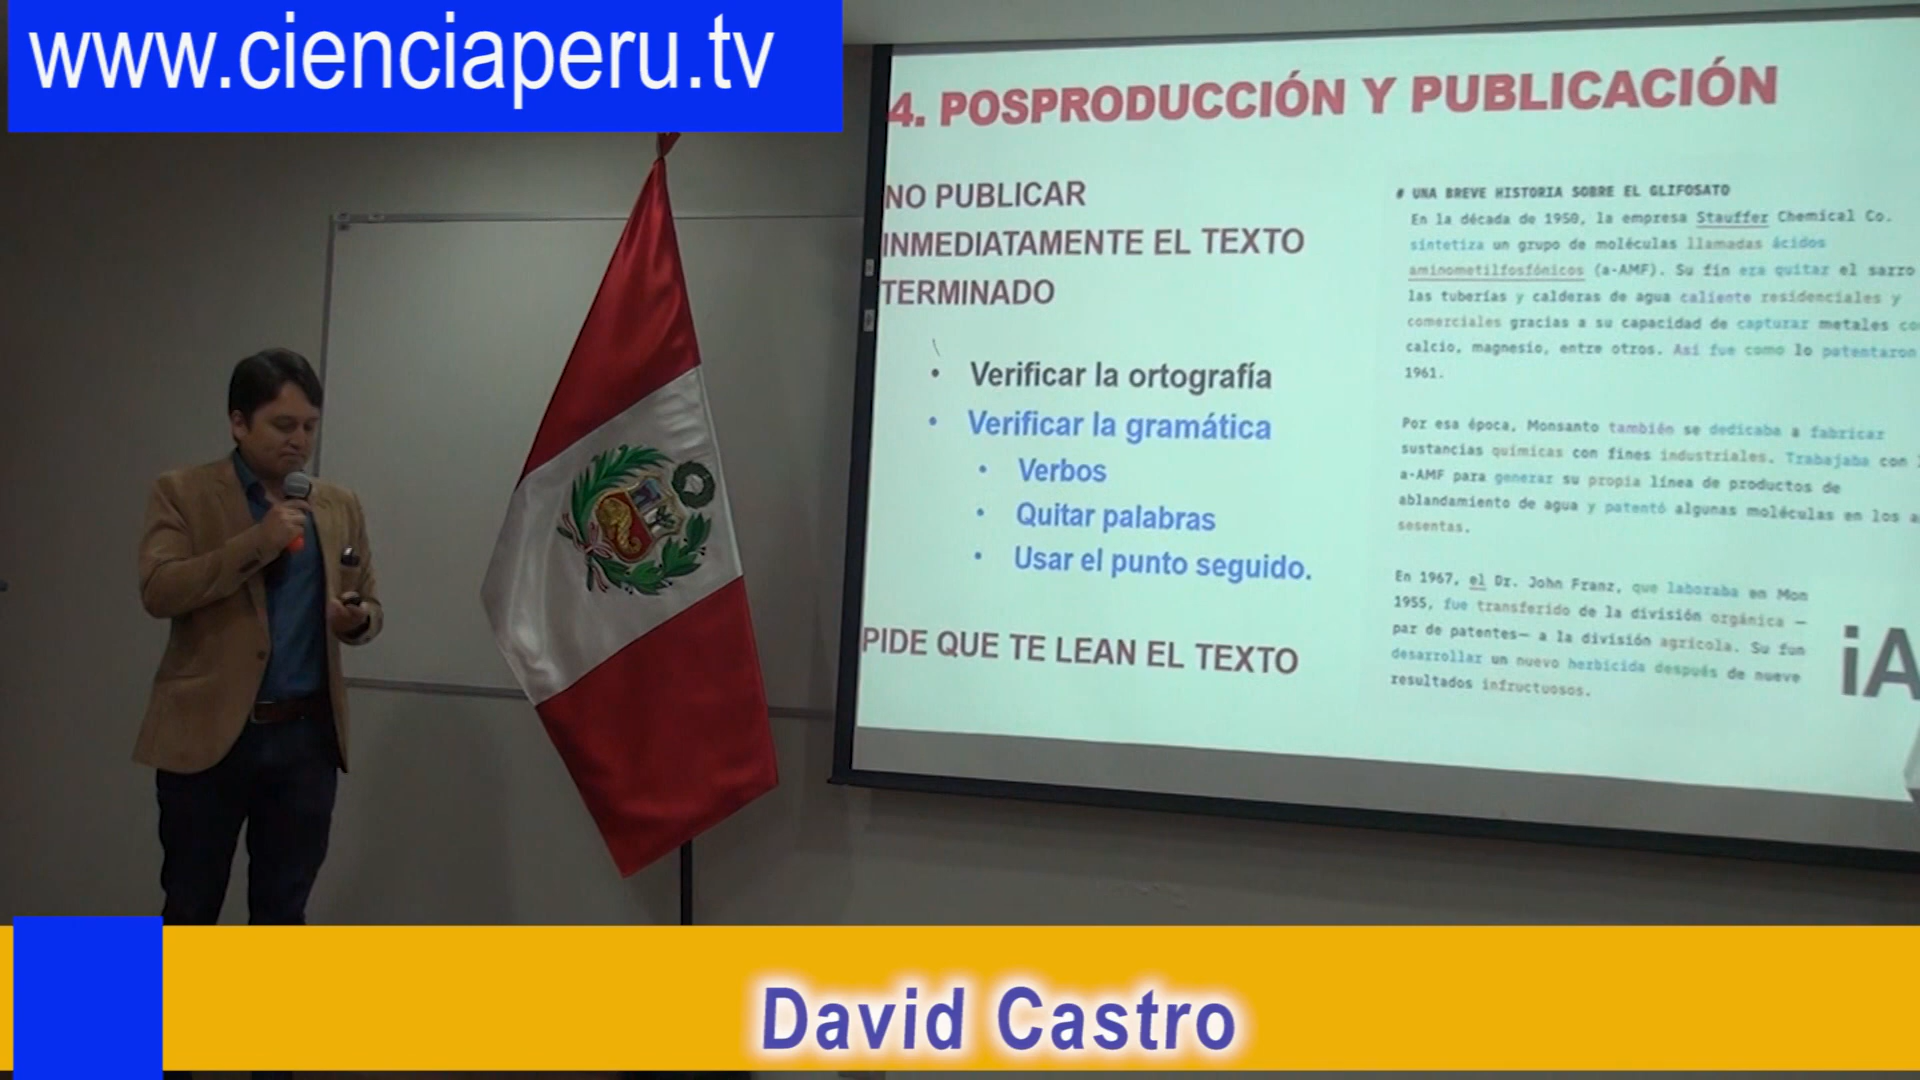 www.cienciaperu.tv
4. POSPRODUCCIÓN Y PUBLICACIÓN
NO PUBLICAR
INMEDIATAMENTE EL TEXTO
TERMINADO
• Verificar la ortografía
• Verificar la gramática
• Verbos
• Quitar palabras
• Usar el punto seguido.
PIDE QUE TE LEAN EL TEXTO
# UNA BREVE HISTORIA SOBRE EL GLIFOSATO
En la década de 1950, la empresa Stauffer Chemical Co.
sintetiza un grupo de moléculas llamadas ácidos
aminometilfosfónicos (a-AMF). Su fin era quitar el sarro
las tuberías y calderas de agua caliente residenciales y
comerciales gracias a su capacidad de capturar metales co
calcio, magnesio, entre otros. Así fue como lo patentaron
1961.
Por esa época, Monsanto también se dedicaba a fabricar
sustancias químicas con fines industriales. Trabajaba con
a-AMF para generar su propia línea de productos de
ablandamiento de agua y patentó algunas moléculas en los a
sesentas.
En 1967, el Dr. John Franz, que laboraba en Mon
1955, fue transferido de la división orgánica —
par de patentes— a la división agrícola. Su fun
desarrollar un nuevo herbicida después de nueve
resultados infructuosos.
¡A
David Castro